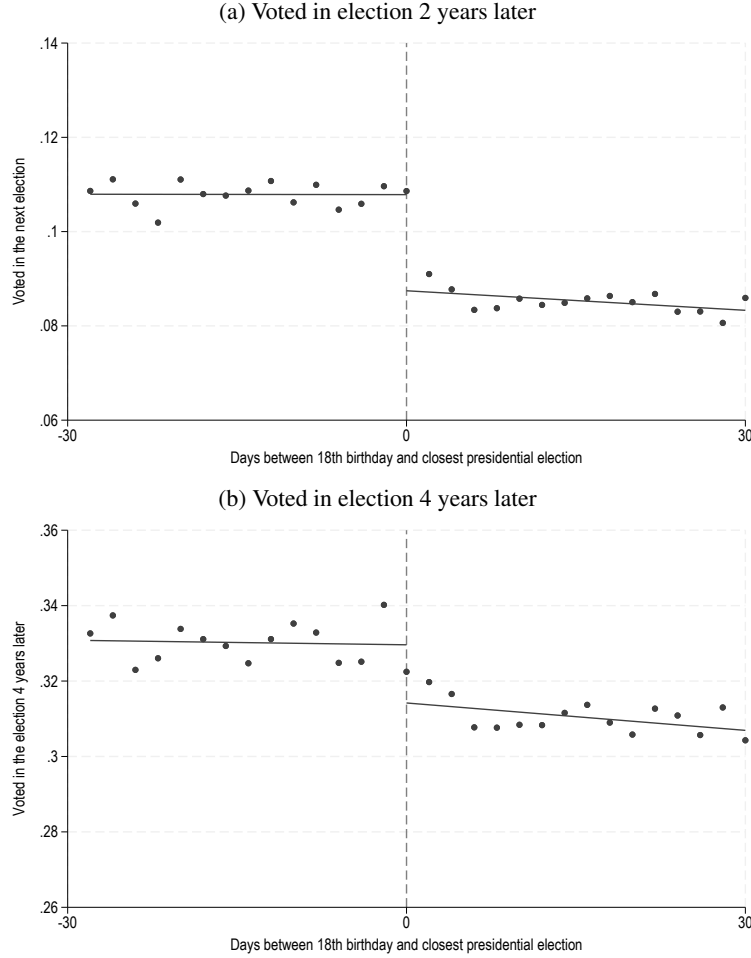 (a) Voted in election 2 years later
.14
.12
.1
.08
.06
Voted in the next election
-30
0
30
Days between 18th birthday and closest presidential election
(b) Voted in election 4 years later
.36
.34
.32
.3
.28
.26
Voted in the election 4 years later
-30
0
30
Days between 18th birthday and closest presidential election